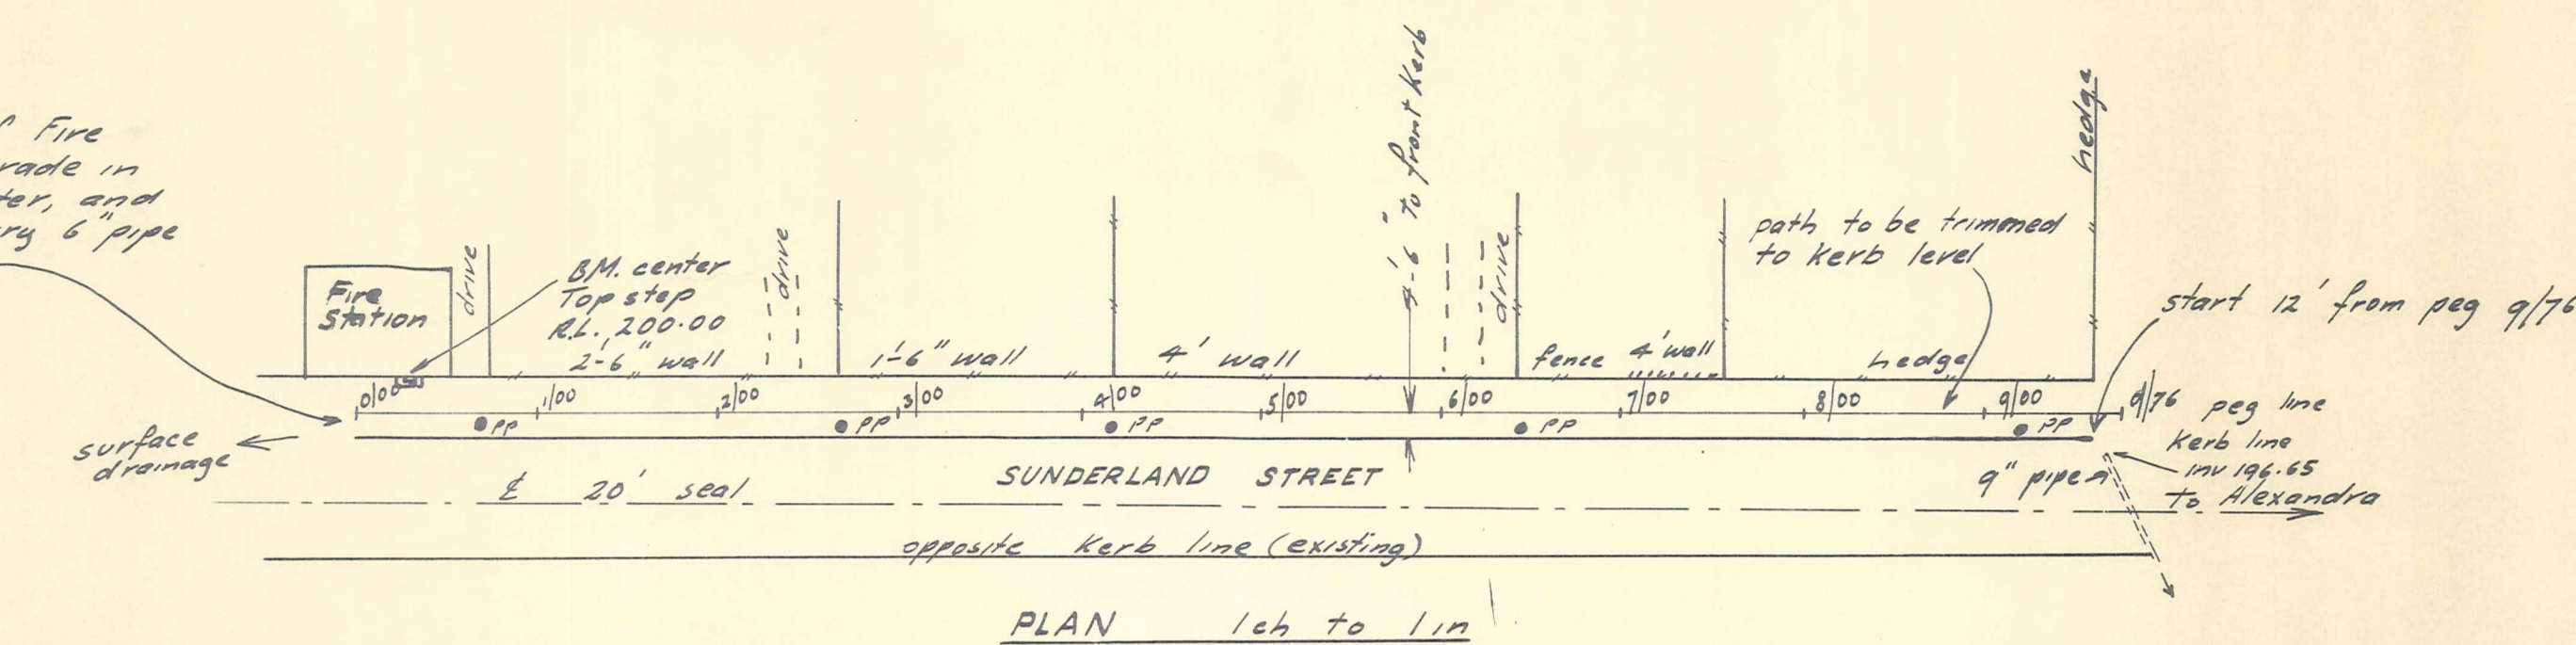 Fire
rade in
ter, and
ry 6" pipe
surface
drainage
Fire
Station
drive
BM. center
Top step
R.L. 200.00
2'-6" wall
drive
1'-6" wall
4' wall
4'-6" to front kerb
drive
fence 4' wall
path to be trimmed
to kerb level
hedge
hedge
start 12' from peg 9/76
0/00 1/00 2/00 3/00 4/00 5/00 6/00 7/00 8/00 9/00 9/76 peg line
PP PP PP PP PP
Kerb line
inv 196.65
9" pipe
to Alexandra
SUNDERLAND STREET
℄ 20' seal
opposite Kerb line (existing)
PLAN 1ch to 1in